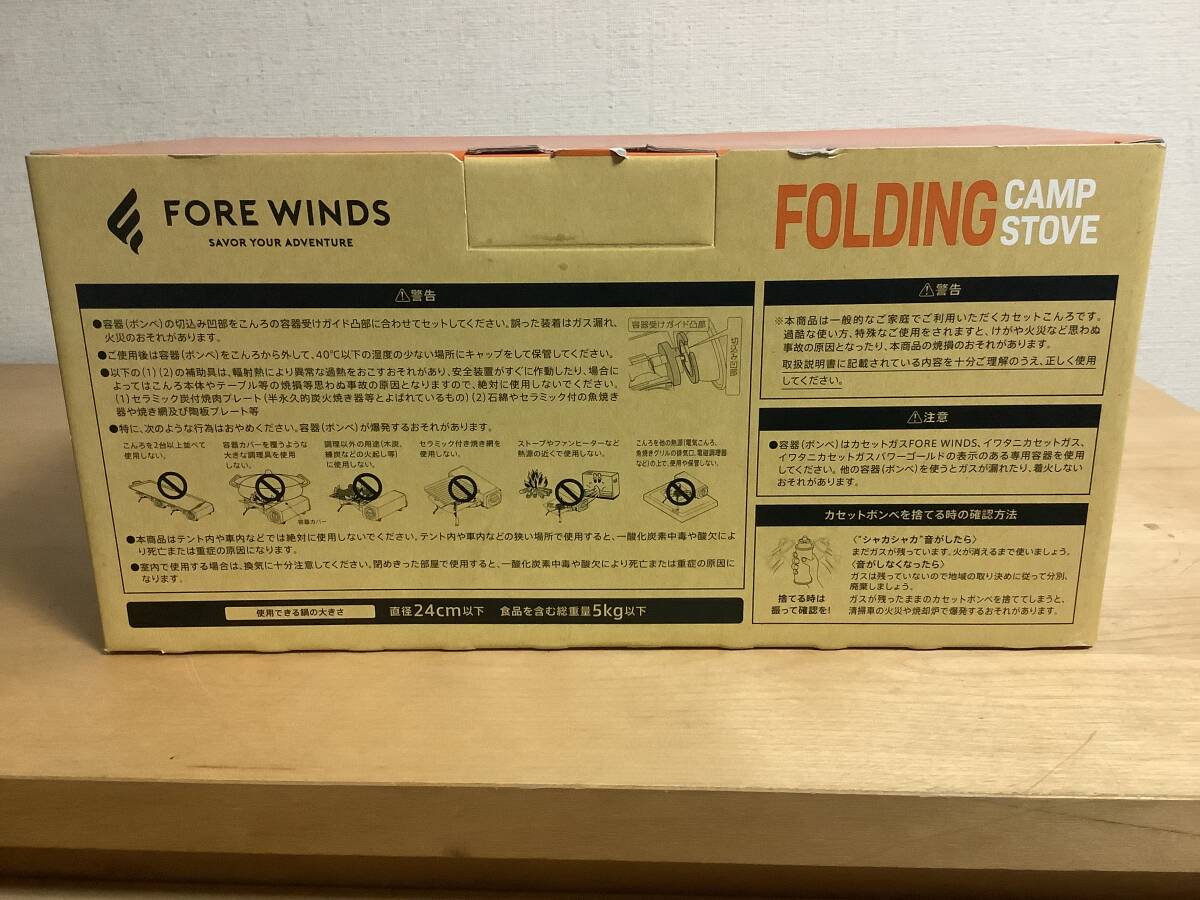 FORE WINDS
SAVOR YOUR ADVENTURE
FOLDING CAMP STOVE
⚠警告
●容器(ボンベ)の切込み凹部をこんろの容器受けガイド凸部に合わせてセットしてください。誤った装着はガス漏れ、
火災のおそれがあります。
容器受けガイド凸部
切込み凹部
●ご使用後は容器(ボンベ)をこんろから外して、40℃以下の湿度の少ない場所にキャップをして保管してください。
●以下の(1)(2)の補助具は、輻射熱により異常な過熱をおこすおそれがあり、安全装置がすぐに作動したり、場合に
よってはこんろ本体やテーブル等の焼損等思わぬ事故の原因となりますので、絶対に使用しないでください。
(1)セラミック炭付焼肉プレート(半永久的炭火焼き器等とよばれているもの)(2)石綿やセラミック付の魚焼き
器や焼き網及び陶板プレート等
●特に、次のような行為はおやめください。容器(ボンベ)が爆発するおそれがあります。
こんろを2台以上並べて
使用しない。
容器カバーを覆うような
大きな調理具を使用
しない。
調理以外の用途(木炭、
練炭などの火起し等)
に使用しない。
セラミック付き焼き網を
使用しない。
ストーブやファンヒーターなど
熱源の近くで使用しない。
こんろを他の熱源(電気こんろ、
魚焼きグリルの排気口、電磁調理器
など)の上で、使用や保管しない。
容器カバー
●本商品はテント内や車内などでは絶対に使用しないでください。テント内や車内などの狭い場所で使用すると、一酸化炭素中毒や酸欠によ
り死亡または重症の原因になります。
●室内で使用する場合は、換気に十分注意してください。閉めきった部屋で使用すると、一酸化炭素中毒や酸欠により死亡または重症の原因に
なります。
使用できる鍋の大きさ 直径24cm以下 食品を含む総重量5kg以下
⚠警告
※本商品は一般的なご家庭でご利用いただくカセットこんろです。
過酷な使い方、特殊なご使用をされますと、けがや火災など思わぬ
事故の原因となったり、本商品の焼損のおそれがあります。
取扱説明書に記載されている内容を十分ご理解のうえ、正しく使用
してください。
⚠注意
●容器(ボンベ)はカセットガスFORE WINDS、イワタニカセットガス、
イワタニカセットガスパワーゴールドの表示のある専用容器を使用
してください。他の容器(ボンベ)を使うとガスが漏れたり、着火しない
おそれがあります。
カセットボンベを捨てる時の確認方法
捨てる時は
振って確認を!
〈“シャカシャカ”音がしたら〉
まだガスが残っています。火が消えるまで使いましょう。
〈音がしなくなったら〉
ガスは残っていないので地域の取り決めに従って分別、
廃棄しましょう。
ガスが残ったままのカセットボンベを捨ててしまうと、
清掃車の火災や焼却炉で爆発するおそれがあります。